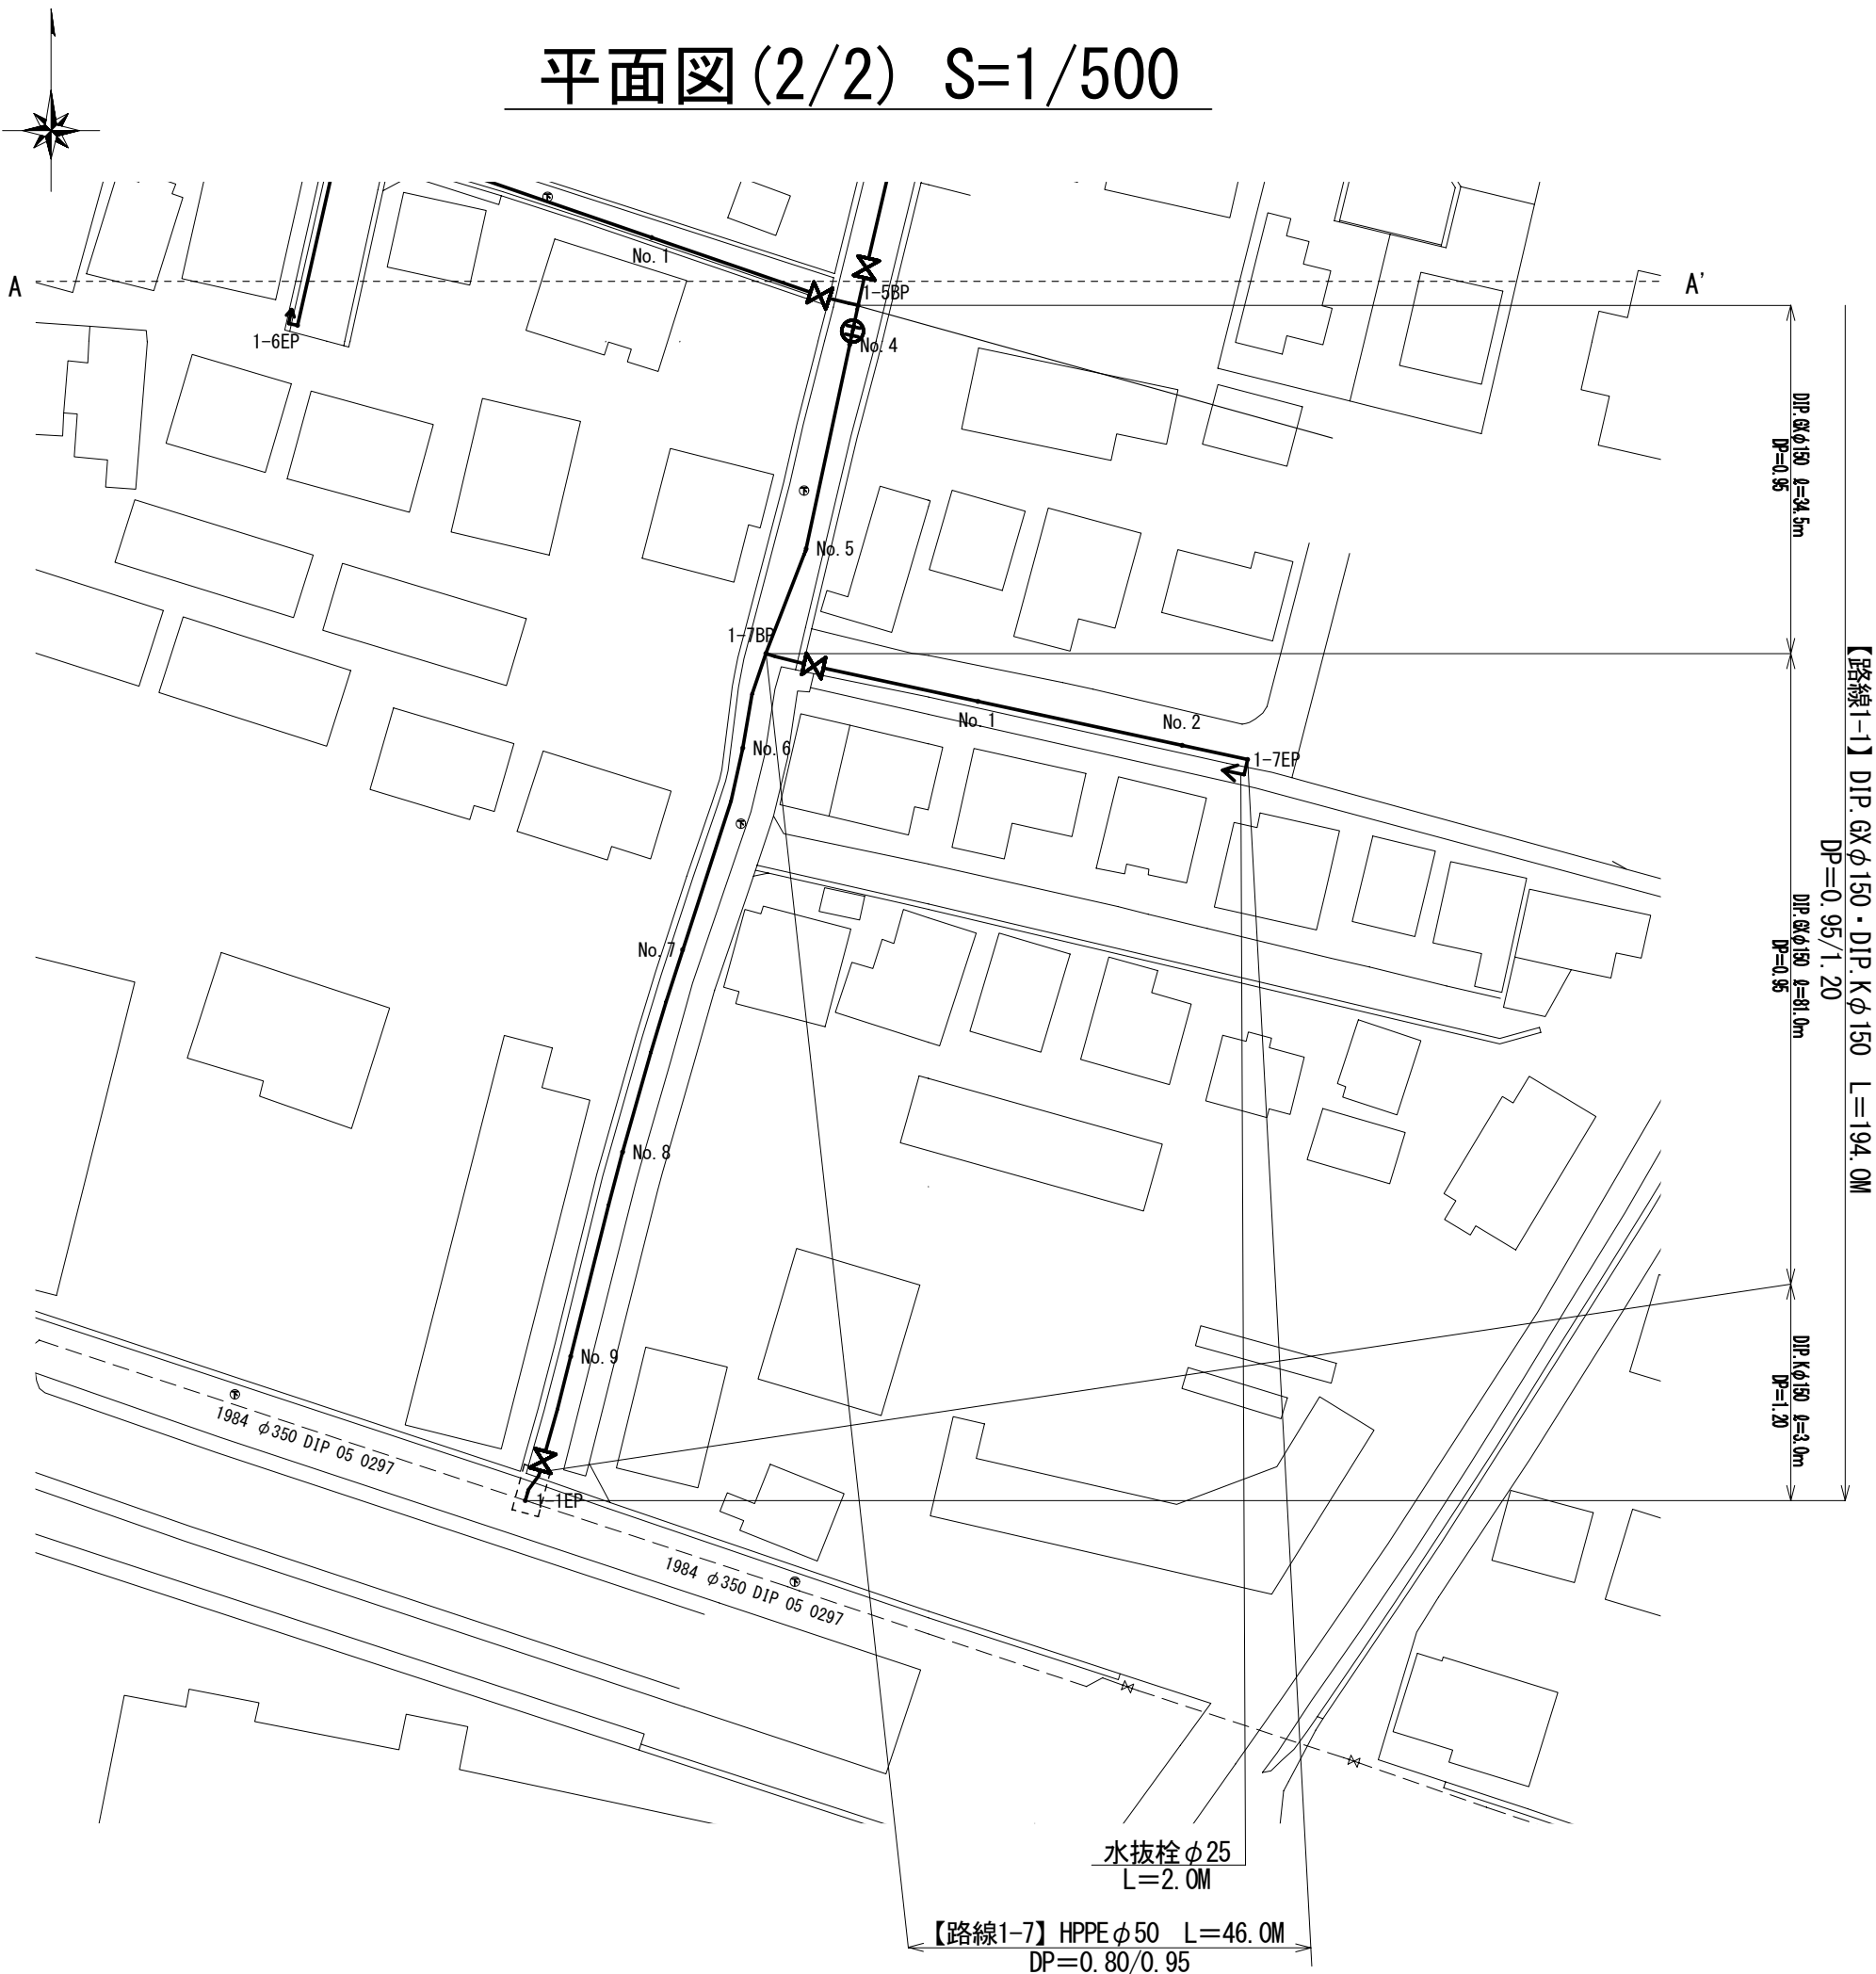 平面図(2/2) S=1/500
A
A'
No.1
1-5BP
1-6EP
No.4
DIP.GXφ150 ℓ=34.5m
DP=0.95
No.5
1-7BP
【路線1-1】DIP.GXφ150・DIP.Kφ150 L=194.0M
DP=0.95/1.20
No.1
No.2
No.6
1-7EP
DIP.GXφ150 ℓ=81.0m
DP=0.95
No.7
No.8
No.9
DIP.Kφ150 ℓ=3.0m
DP=1.20
1984 φ350 DIP 05 0297
1-1EP
1984 φ350 DIP 05 0297
水抜栓φ25
L=2.0M
【路線1-7】HPPEφ50 L=46.0M
DP=0.80/0.95